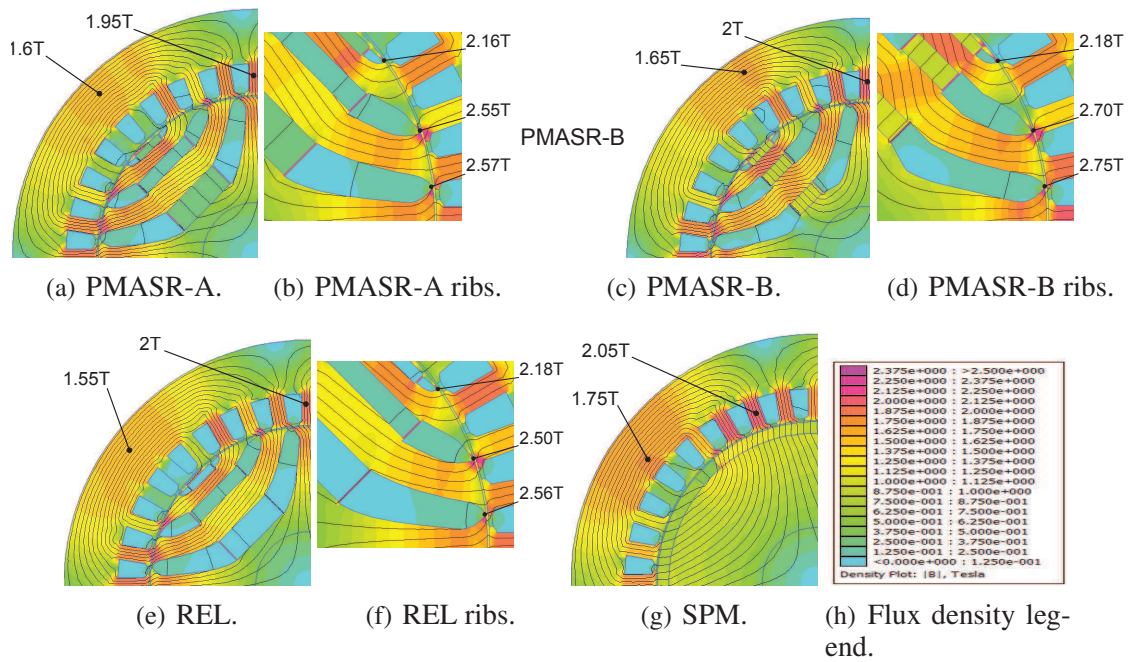 1.95T
1.6T
2.16T
2.55T
2.57T
(a) PMASR-A.
(b) PMASR-A ribs.
PMASR-B
2T
1.65T
2.18T
2.70T
2.75T
(c) PMASR-B.
(d) PMASR-B ribs.
2T
1.55T
2.18T
2.50T
2.56T
(e) REL.
(f) REL ribs.
2.05T
1.75T
(g) SPM.
2.375e+000 : >2.500e+000
2.250e+000 : 2.375e+000
2.125e+000 : 2.250e+000
2.000e+000 : 2.125e+000
1.875e+000 : 2.000e+000
1.750e+000 : 1.875e+000
1.625e+000 : 1.750e+000
1.500e+000 : 1.625e+000
1.375e+000 : 1.500e+000
1.250e+000 : 1.375e+000
1.125e+000 : 1.250e+000
1.000e+000 : 1.125e+000
8.750e-001 : 1.000e+000
7.500e-001 : 8.750e-001
6.250e-001 : 7.500e-001
5.000e-001 : 6.250e-001
3.750e-001 : 5.000e-001
2.500e-001 : 3.750e-001
1.250e-001 : 2.500e-001
<0.000e+000 : 1.250e-001
Density Plot: |B|, Tesla
(h) Flux density leg-
end.